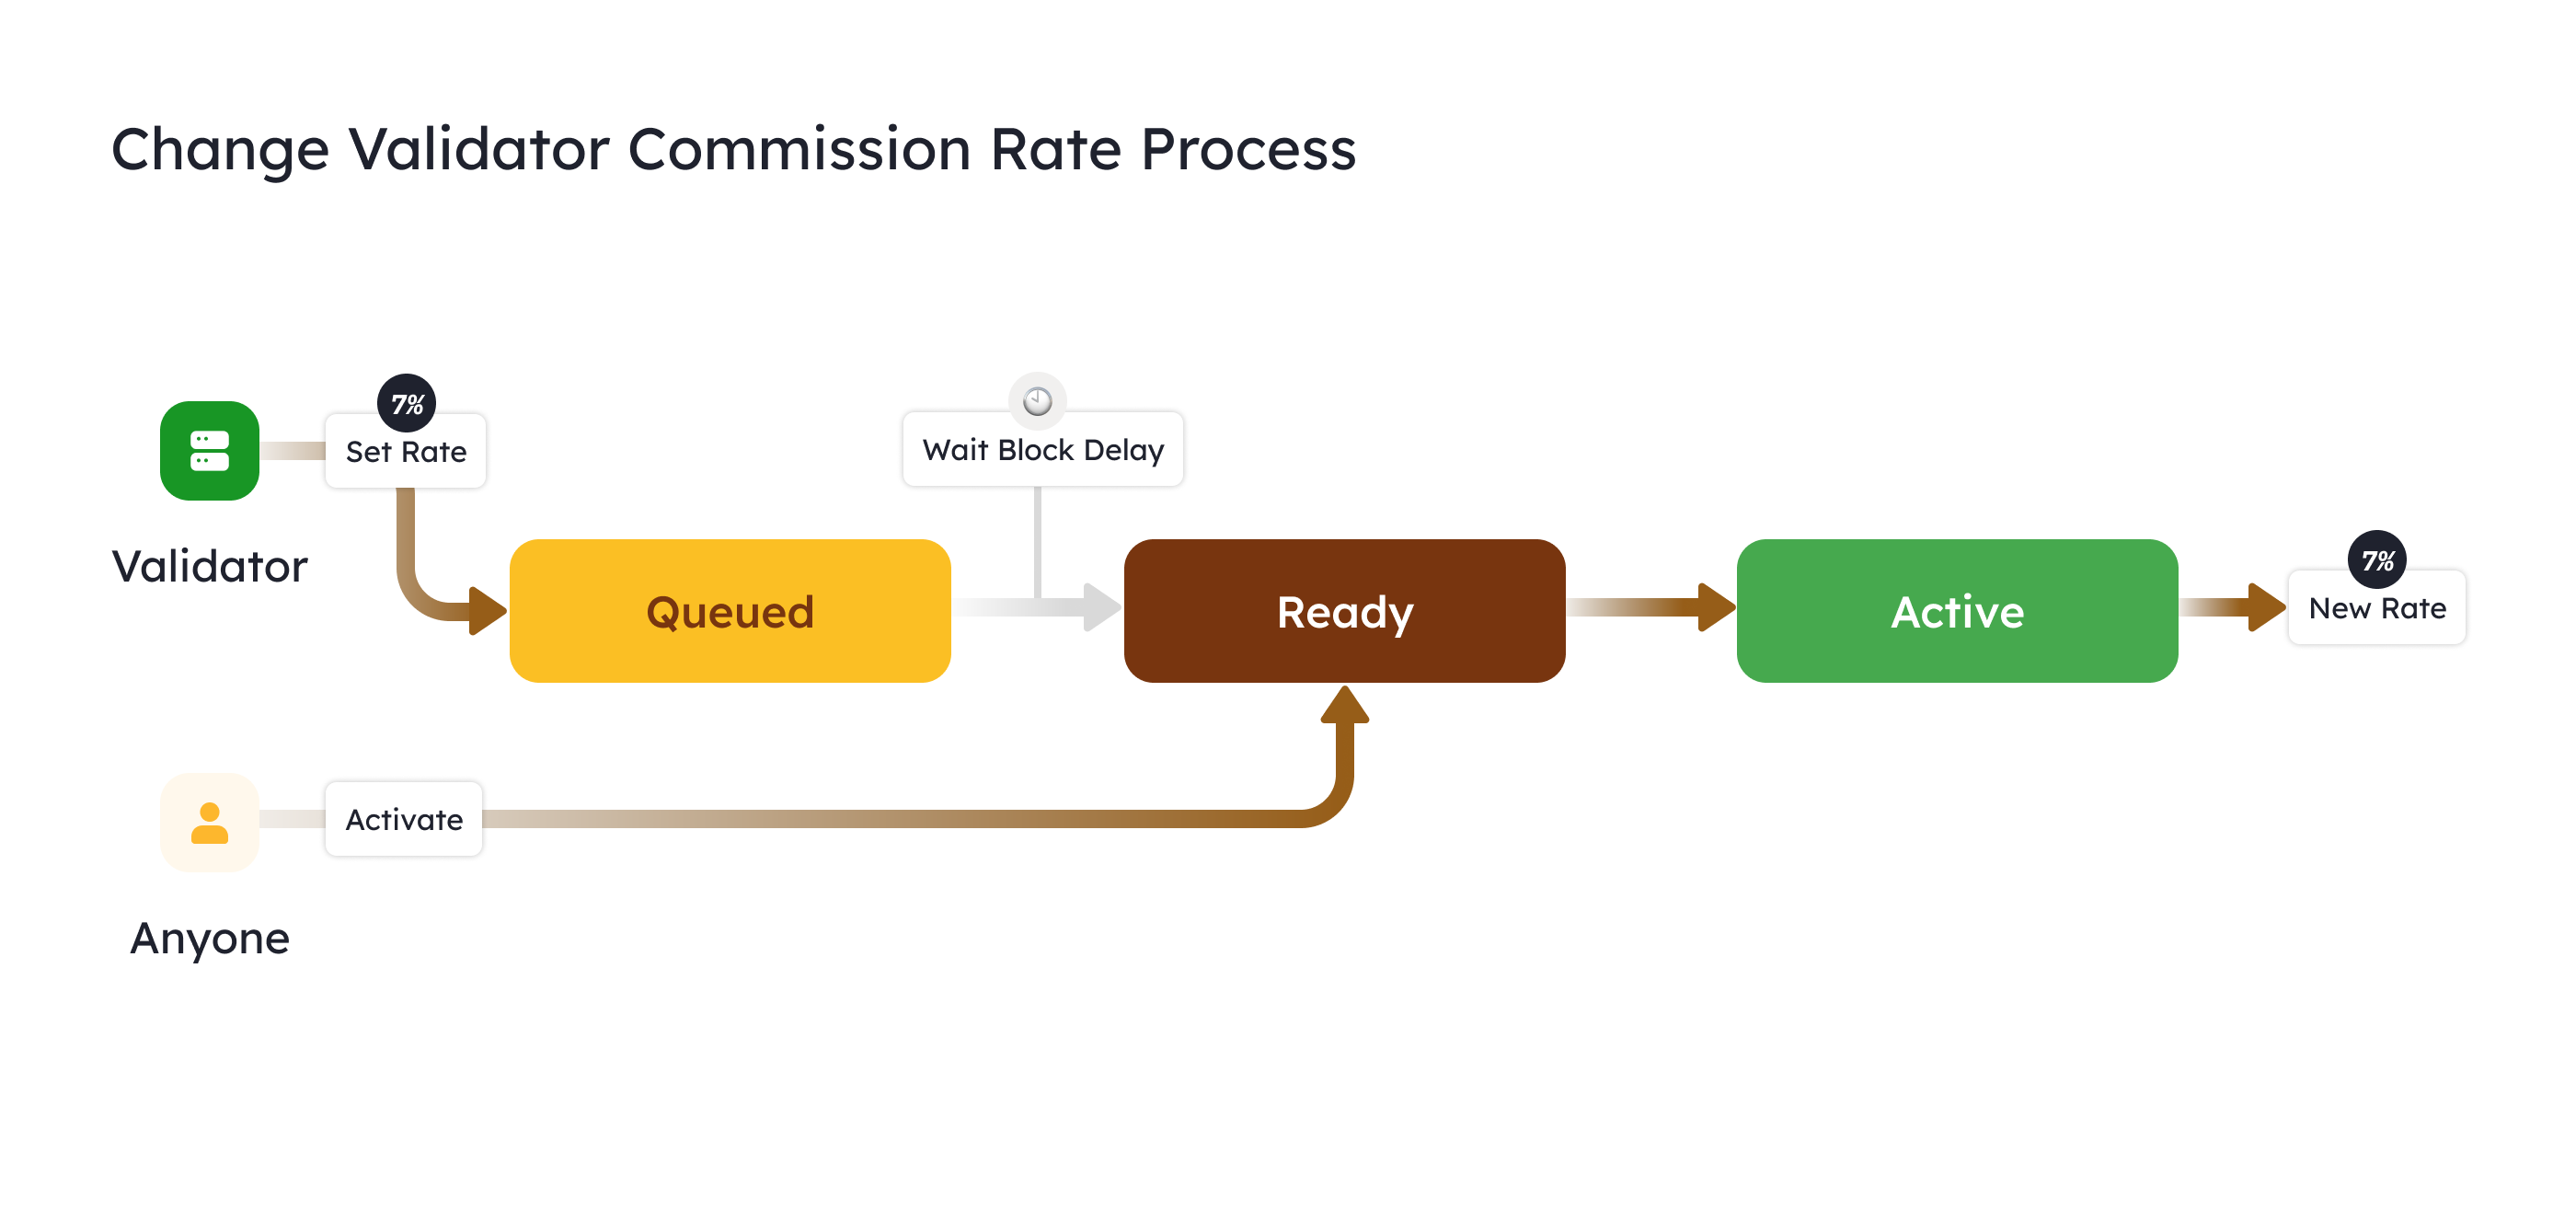 Change Validator Commission Rate Process
7%
Set Rate
Wait Block Delay
Validator
Queued
Ready
Active
7%
New Rate
Activate
Anyone